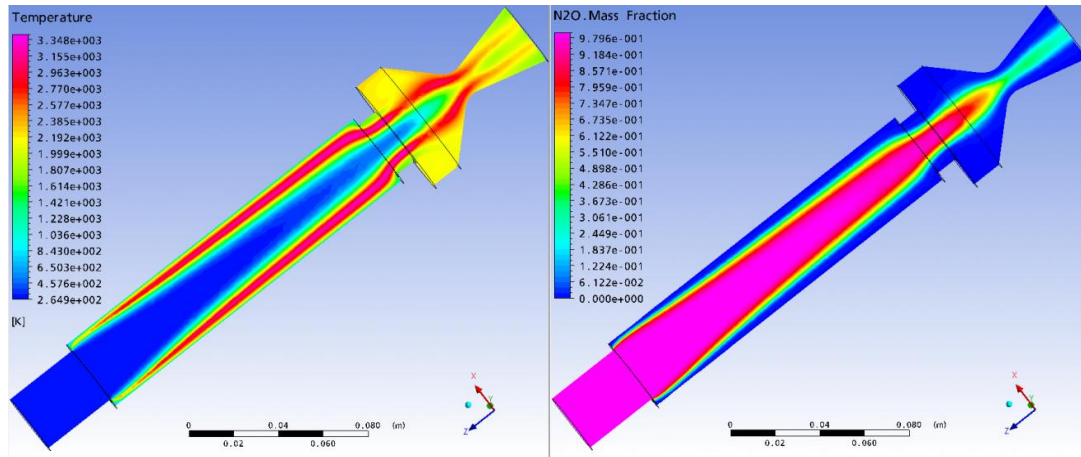 Temperature
3.348e+003
3.155e+003
2.963e+003
2.770e+003
2.577e+003
2.385e+003
2.192e+003
1.999e+003
1.807e+003
1.614e+003
1.421e+003
1.228e+003
1.036e+003
8.430e+002
6.503e+002
4.576e+002
2.649e+002
[K]
0 0.04 0.080 (m)
0.02 0.060
X
Y
Z
N2O.Mass Fraction
9.796e-001
9.184e-001
8.571e-001
7.959e-001
7.347e-001
6.735e-001
6.122e-001
5.510e-001
4.898e-001
4.286e-001
3.673e-001
3.061e-001
2.449e-001
1.837e-001
1.224e-001
6.122e-002
0.000e+000
0 0.04 0.080 (m)
0.02 0.060
X
Y
Z